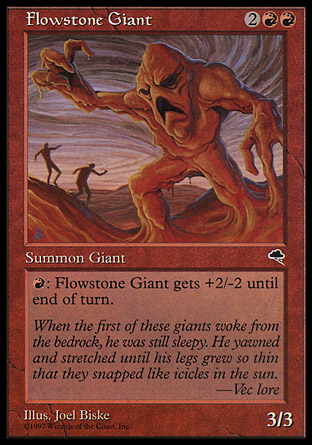 Flowstone Giant 2
Summon Giant
: Flowstone Giant gets +2/-2 until
end of turn.
When the first of these giants woke from
the bedrock, he was still sleepy. He yawned
and stretched until his legs grew so thin
that they snapped like icicles in the sun.
—Vec lore
Illus. Joel Biske
©1997 Wizards of the Coast, Inc.
3/3